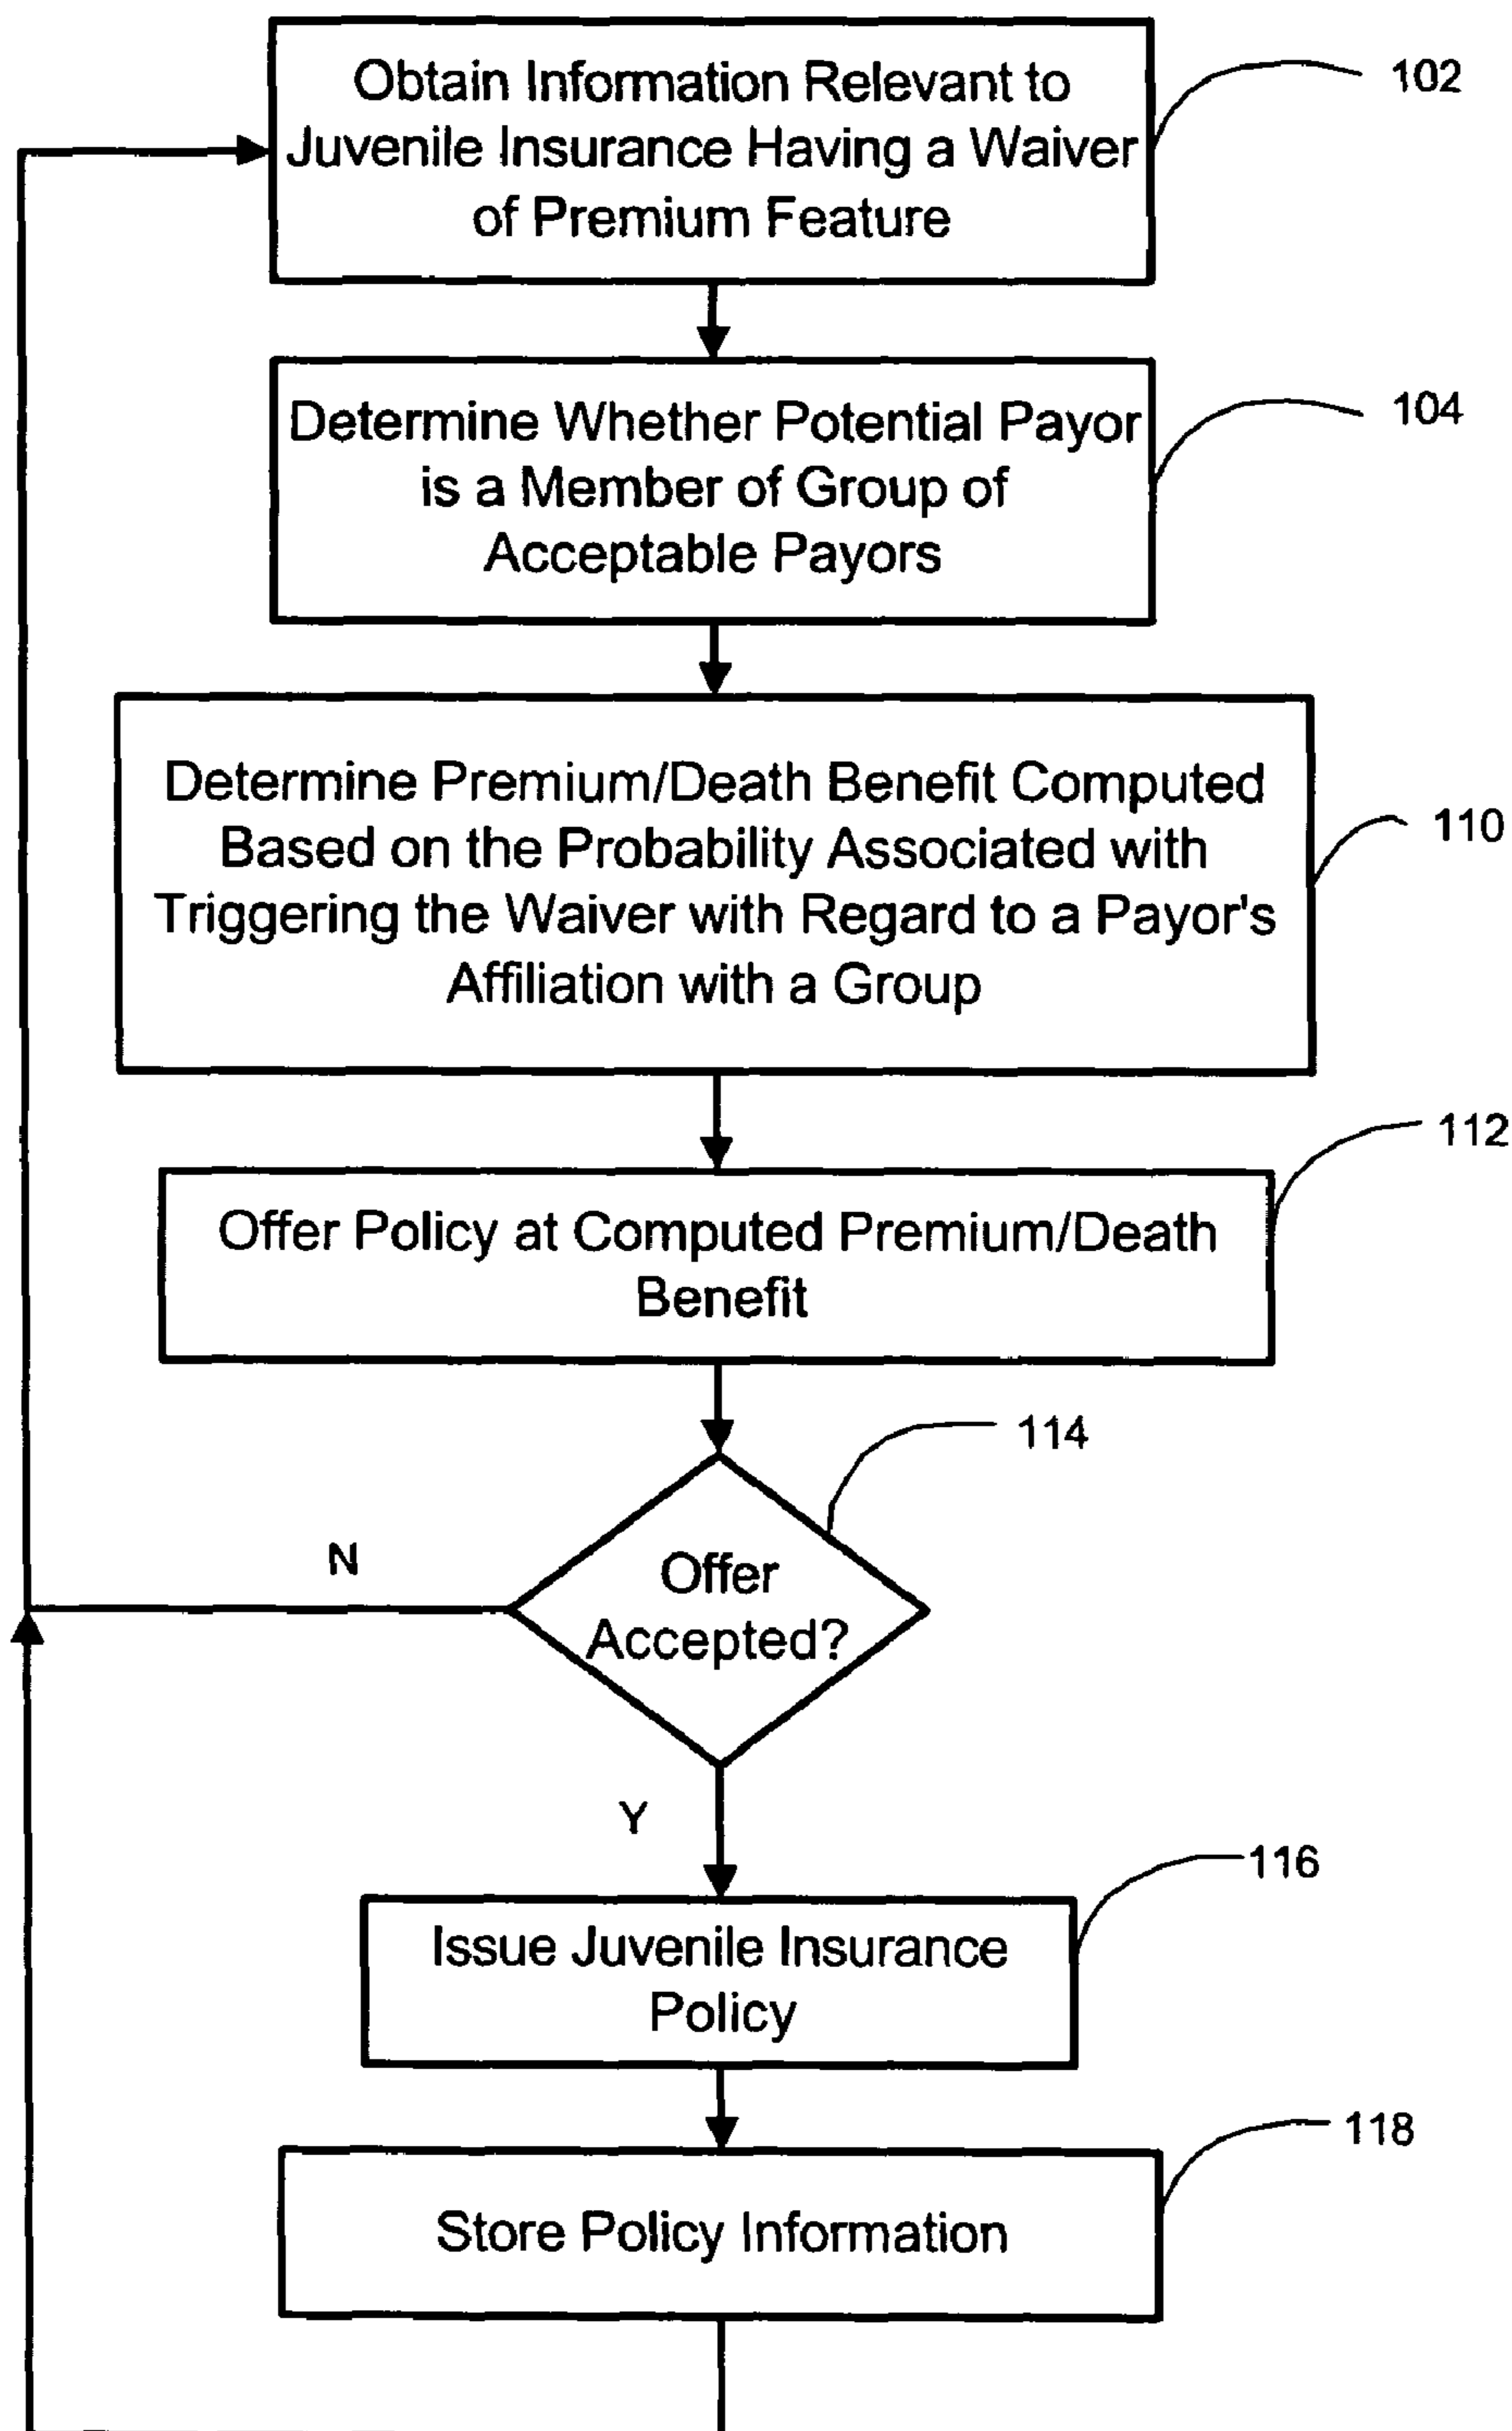 Obtain Information Relevant to
Juvenile Insurance Having a Waiver
of Premium Feature
102
Determine Whether Potential Payor
is a Member of Group of
Acceptable Payors
104
Determine Premium/Death Benefit Computed
Based on the Probability Associated with
Triggering the Waiver with Regard to a Payor's
Affiliation with a Group
110
Offer Policy at Computed Premium/Death
Benefit
112
114
Offer
Accepted?
N
Y
Issue Juvenile Insurance
Policy
116
Store Policy Information
118